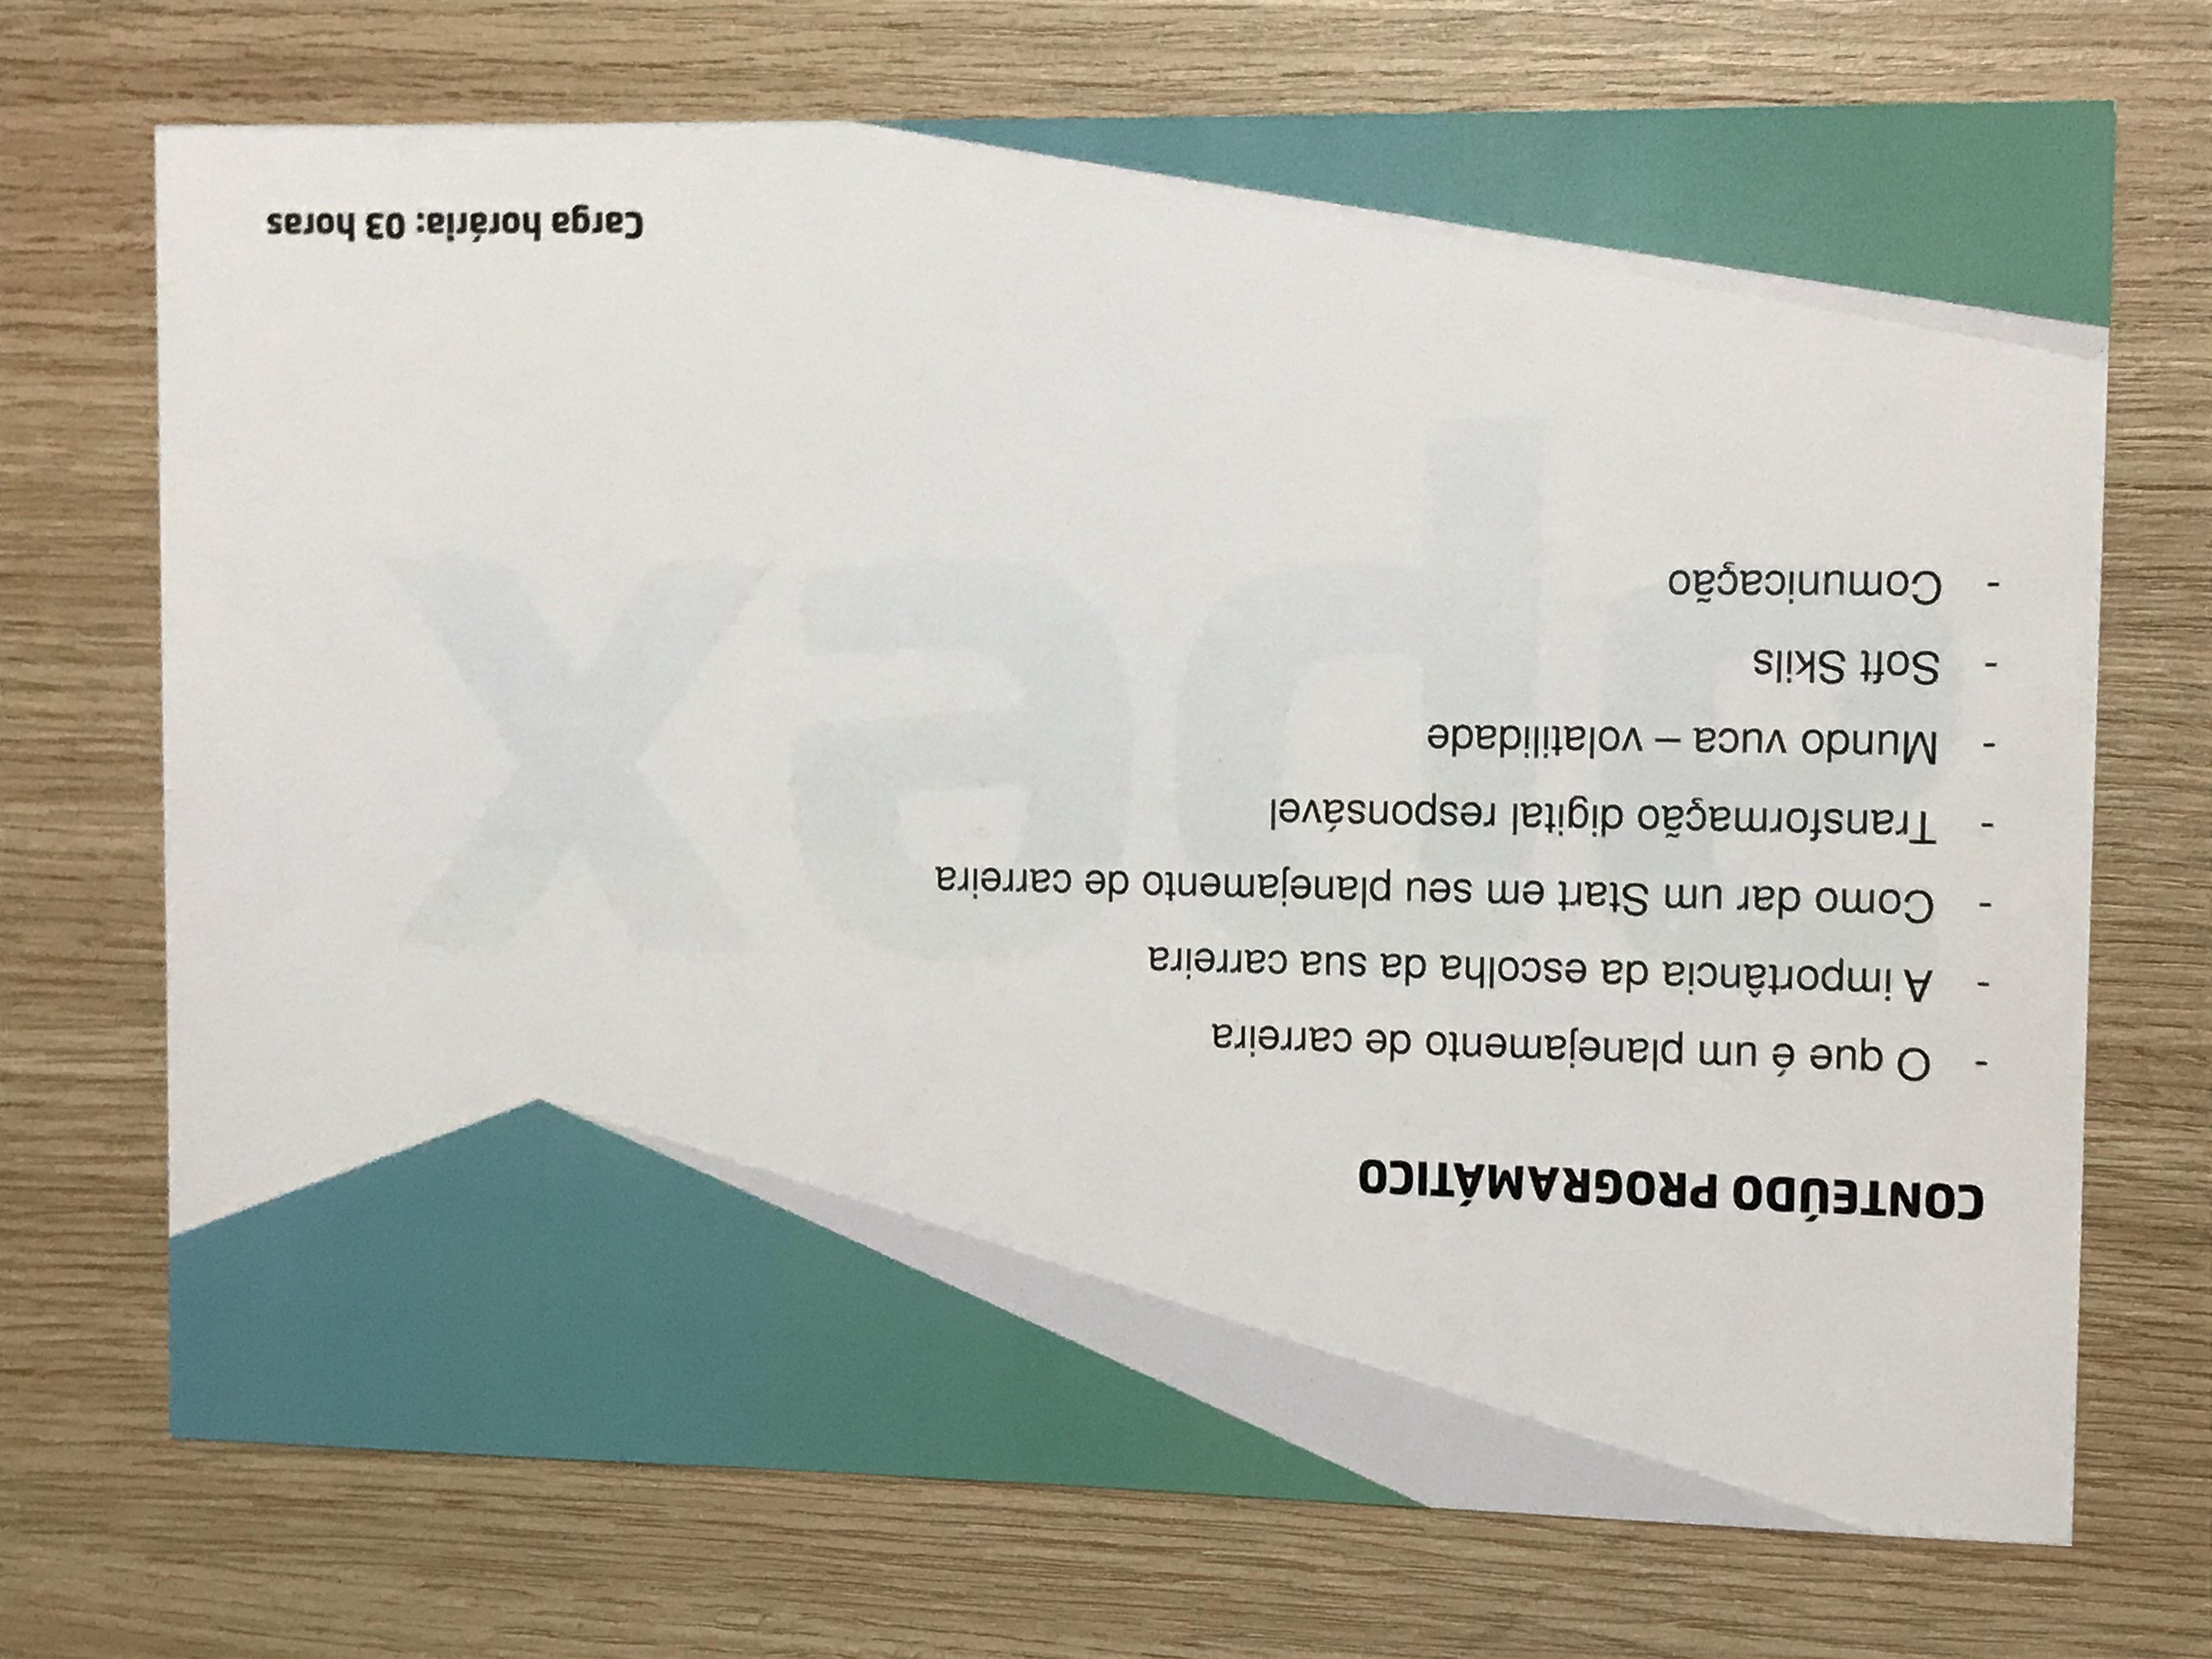 CONTEÚDO PROGRAMÁTICO
- O que é um planejamento de carreira
- A importância da escolha da sua carreira
- Como dar um Start em seu planejamento de carreira
- Transformação digital responsável
- Mundo vuca – volatilidade
- Soft Skils
- Comunicação
apex
Carga horária: 03 horas